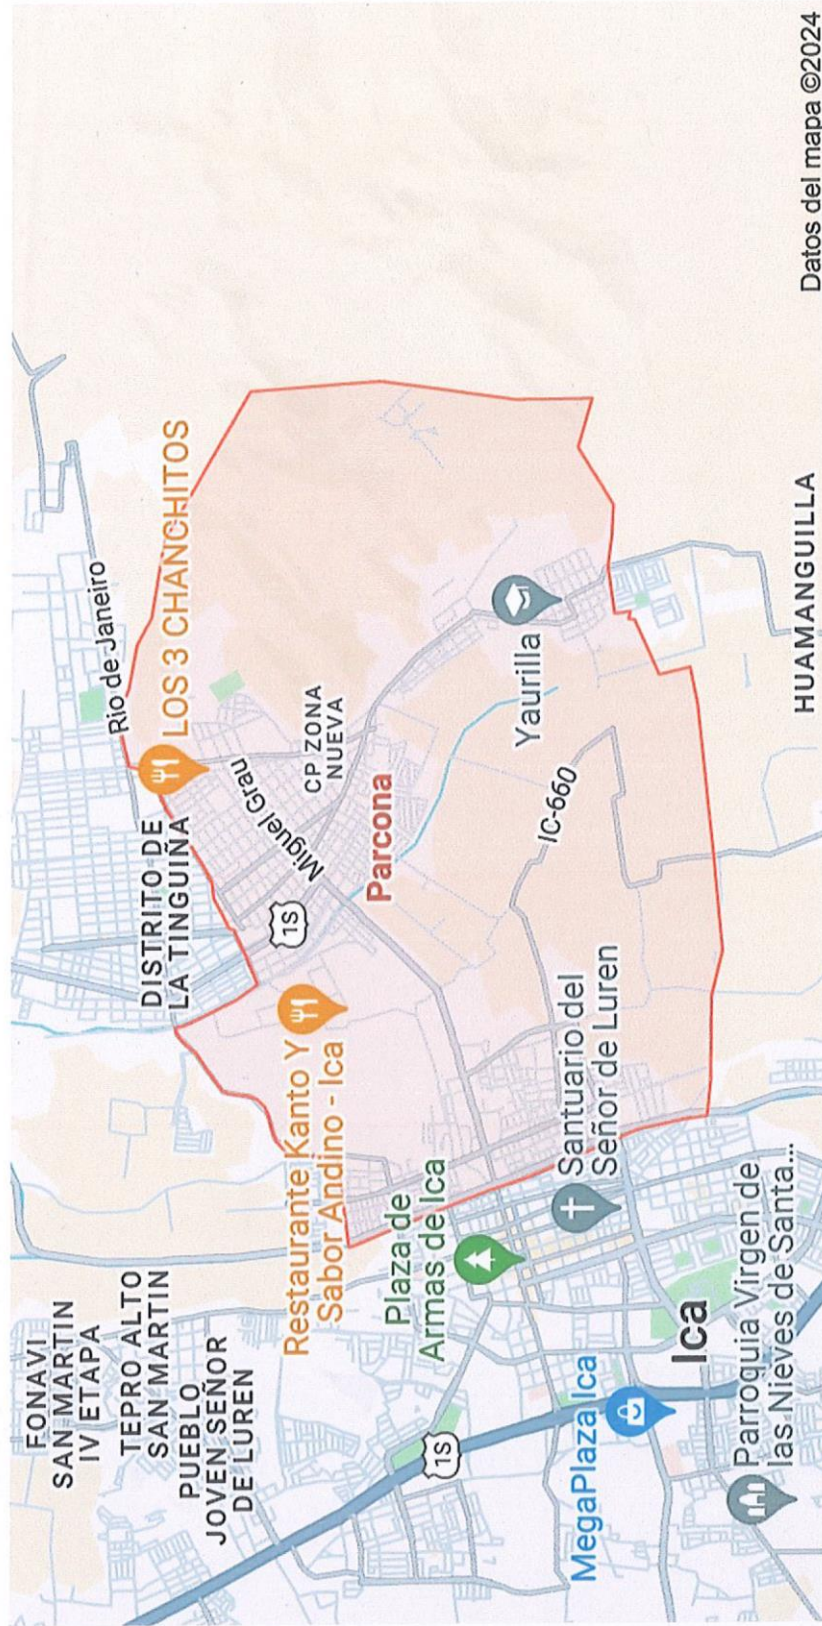 FONAVI
SAN MARTIN
IV ETAPA
TEPRO ALTO
SAN MARTIN
PUEBLO
JOVEN SEÑOR
DE LUREN
DISTRITO DE
LA TINGUIÑA
Rio de Janeiro
LOS 3 CHANCHITOS
Restaurante Kanto Y
Sabor Andino - Ica
1S
Miguel Grau
CP ZONA
NUEVA
Parcona
Plaza de
Armas de Ica
1S
Yaurilla
IC-660
Santuario del
Señor de Luren
MegaPlaza Ica
Ica
Parroquia Virgen de
las Nieves de Santa...
HUAMANGUILLA
Datos del mapa ©2024